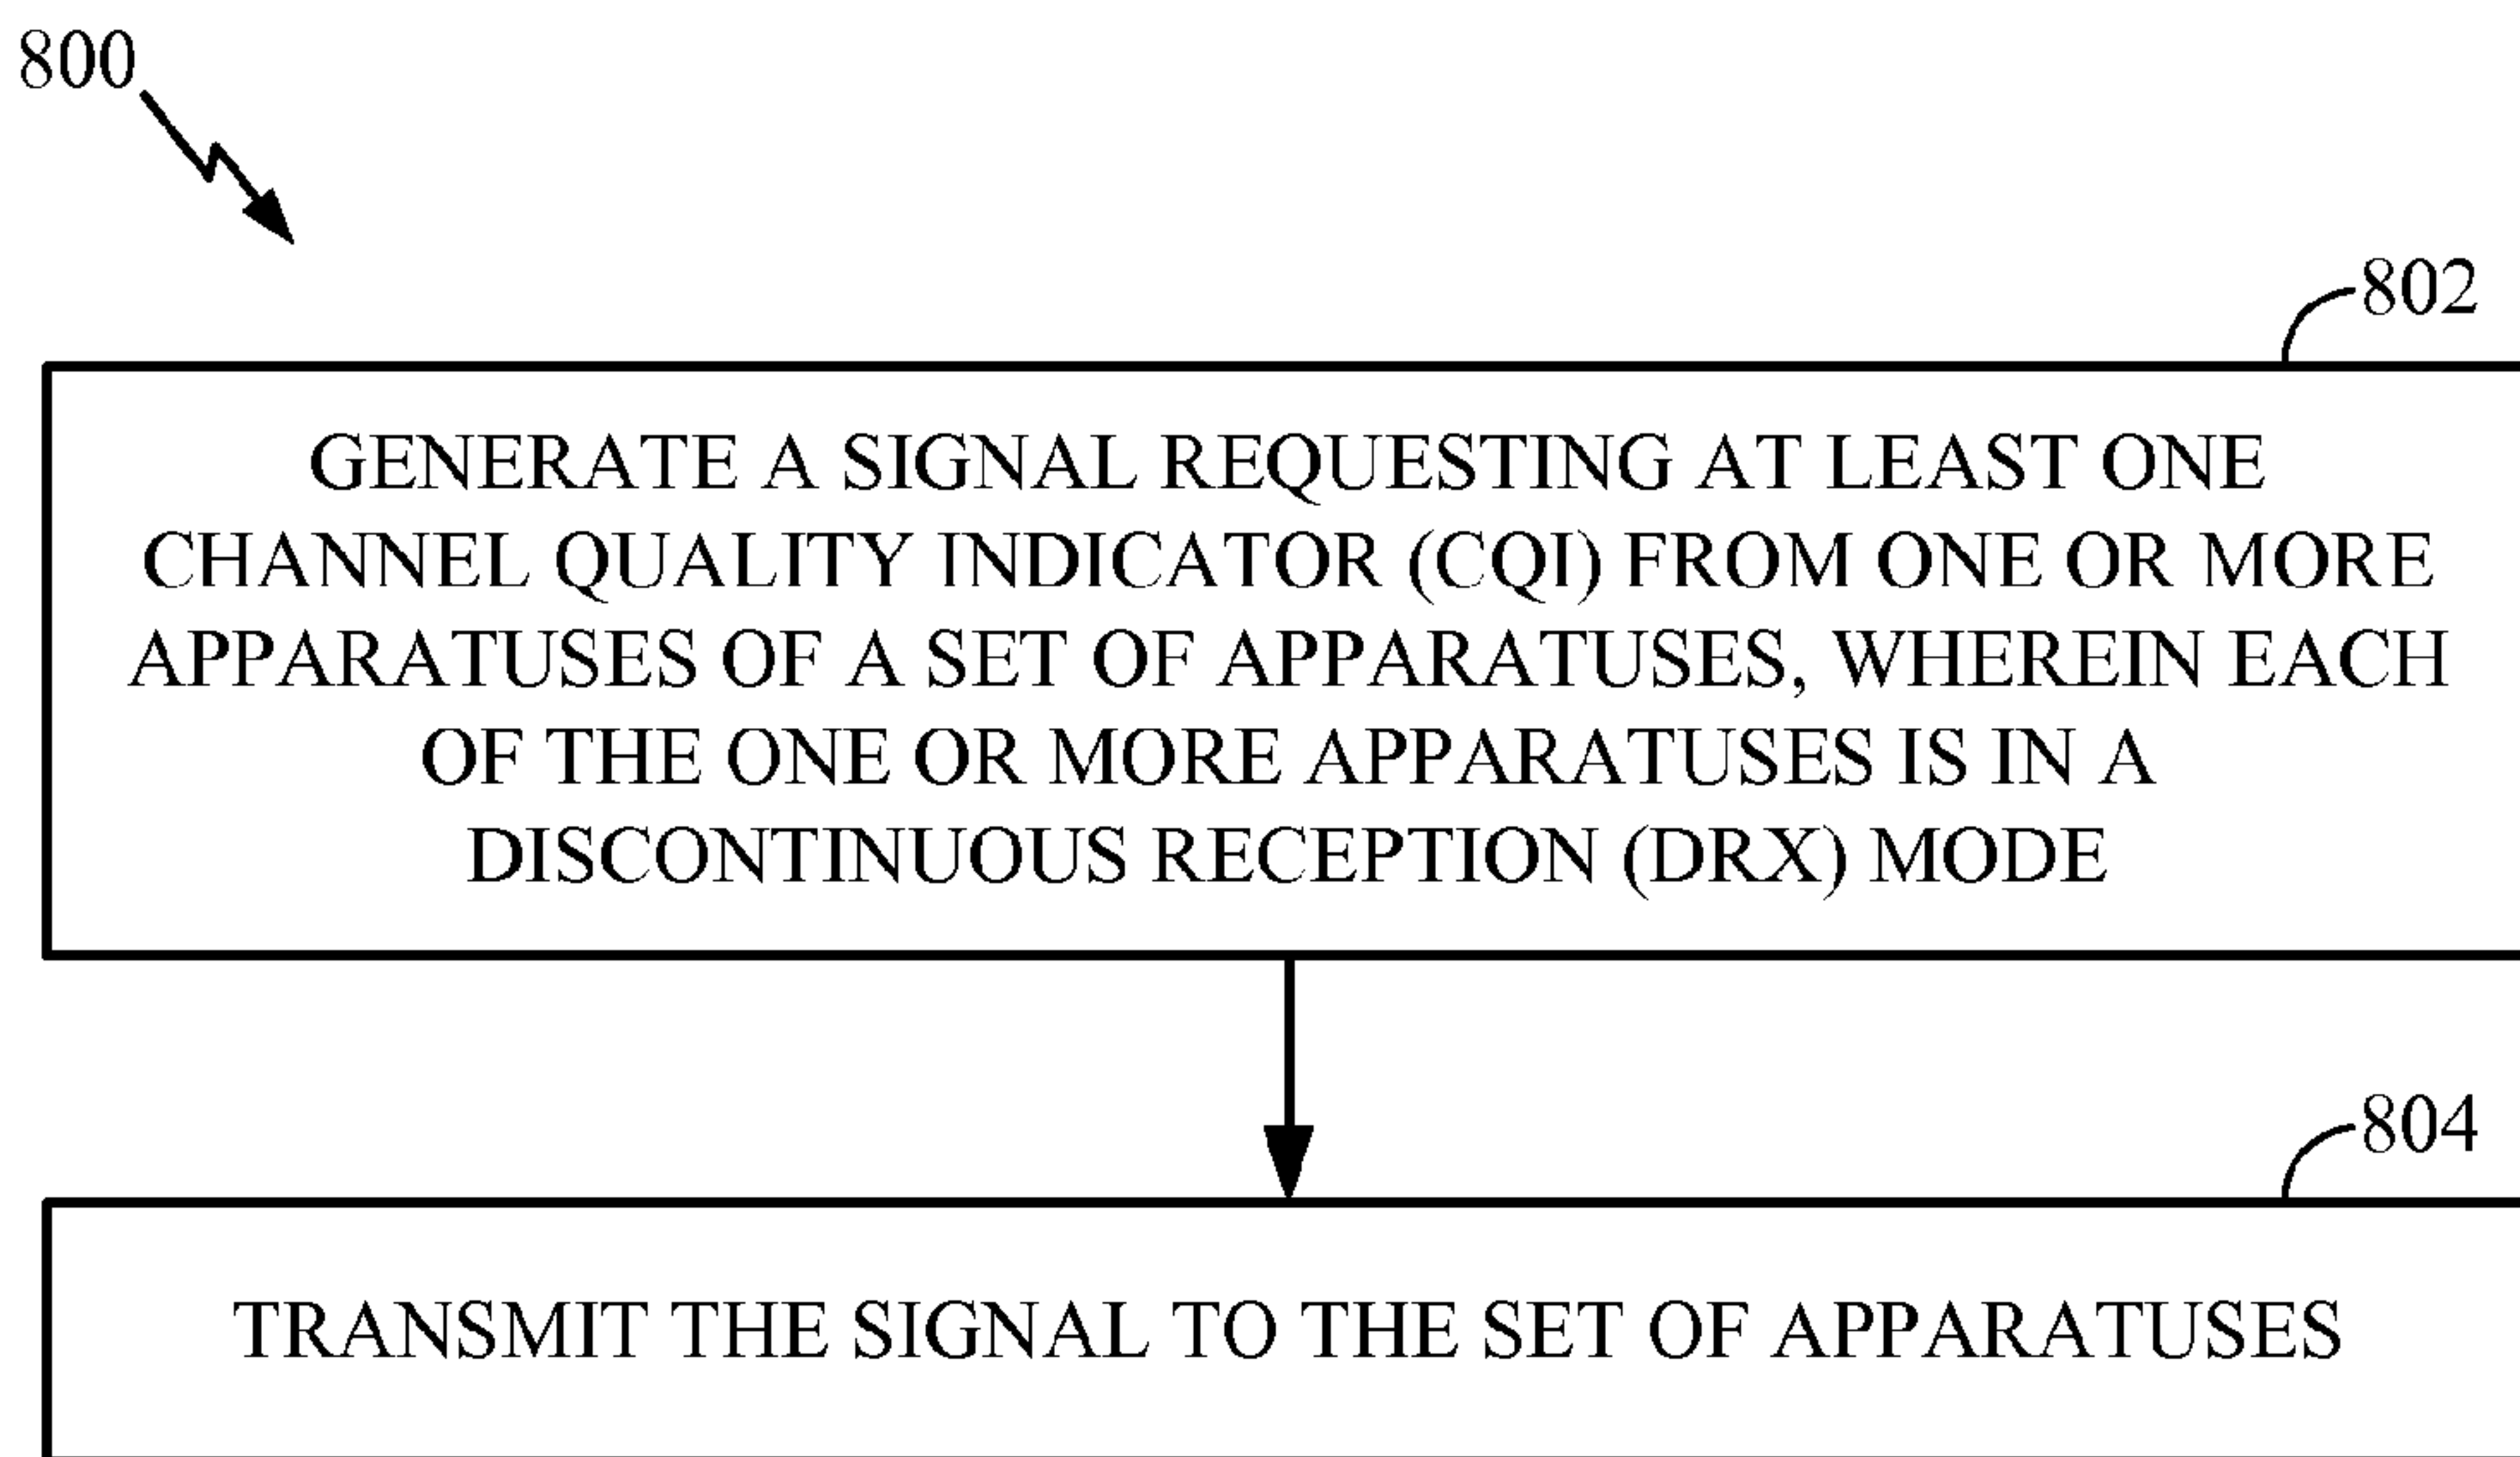 800
802
GENERATE A SIGNAL REQUESTING AT LEAST ONE
CHANNEL QUALITY INDICATOR (CQI) FROM ONE OR MORE
APPARATUSES OF A SET OF APPARATUSES, WHEREIN EACH
OF THE ONE OR MORE APPARATUSES IS IN A
DISCONTINUOUS RECEPTION (DRX) MODE
804
TRANSMIT THE SIGNAL TO THE SET OF APPARATUSES